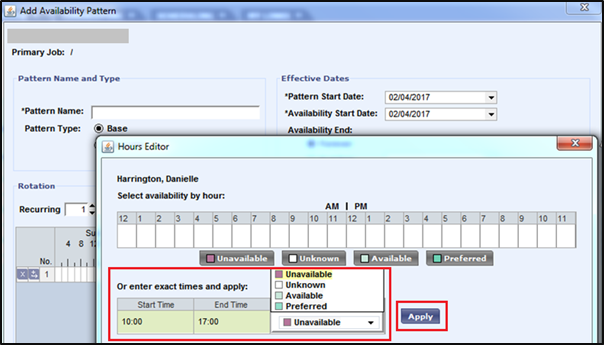 Add Availability Pattern
Primary Job: /
Pattern Name and Type
*Pattern Name:
Pattern Type: Base
Effective Dates
*Pattern Start Date: 02/04/2017
*Availability Start Date: 02/04/2017
Availability End:
Rotation
Recurring 1
4 8
No.
x 1
Hours Editor
Harrington, Danielle
Select availability by hour:
AM | PM
12 1 2 3 4 5 6 7 8 9 10 11 12 1 2 3 4 5 6 7 8 9 10 11
Unavailable Unknown Available Preferred
Or enter exact times and apply:
Unavailable
Unknown
Available
Preferred
Start Time End Time
10:00 17:00 Unavailable
Apply